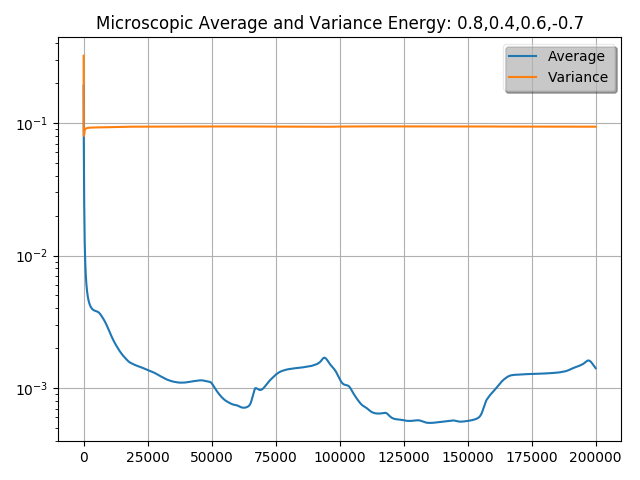 Microscopic Average and Variance Energy: 0.8,0.4,0.6,-0.7
Average
Variance
10⁻¹
10⁻²
10⁻³
0 25000 50000 75000 100000 125000 150000 175000 200000